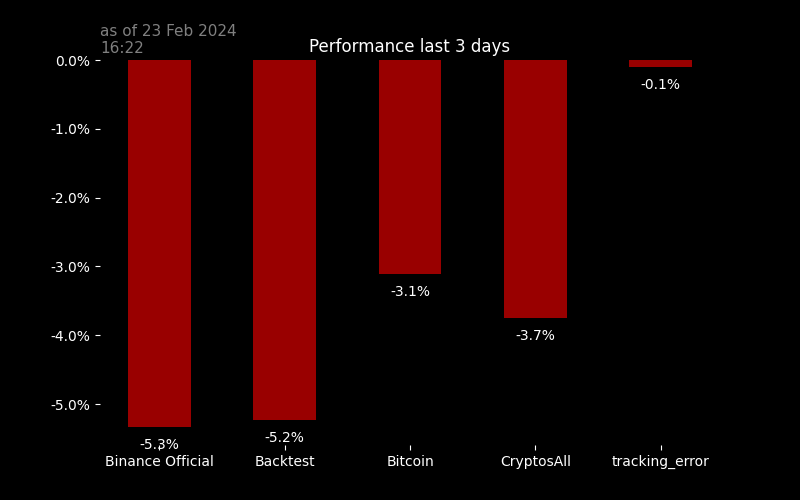 as of 23 Feb 2024
16:22
Performance last 3 days
0.0%
-1.0%
-2.0%
-3.0%
-4.0%
-5.0%
-5.3%
-5.2%
-3.1%
-3.7%
-0.1%
Binance Official
Backtest
Bitcoin
CryptosAll
tracking_error